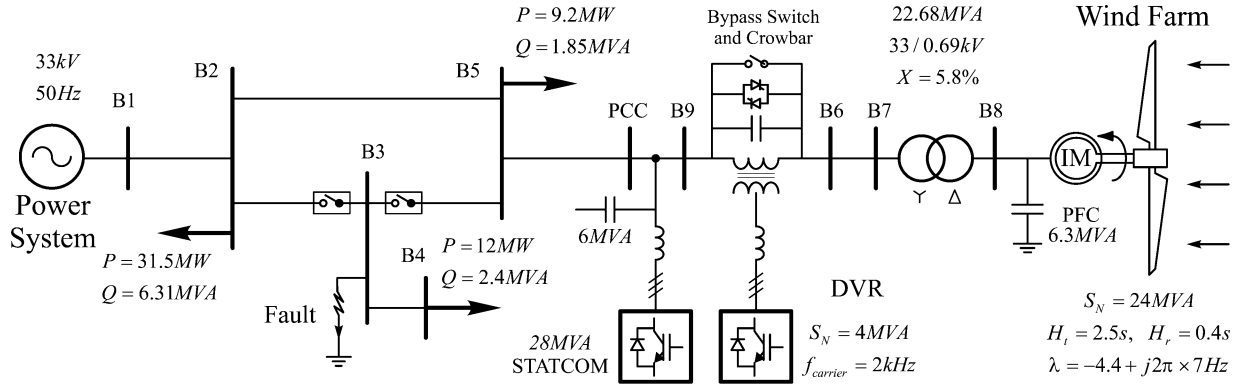 33kV
50Hz
B1
Power
System
B2
P = 31.5MW
Q = 6.31MVA
B3
Fault
B4
P = 12MW
Q = 2.4MVA
B5
P = 9.2MW
Q = 1.85MVA
PCC
6MVA
28MVA
STATCOM
B9
Bypass Switch
and Crowbar
DVR
S_N = 4MVA
f_carrier = 2kHz
B6
B7
22.68MVA
33 / 0.69kV
X = 5.8%
Y Δ
B8
PFC
6.3MVA
IM
Wind Farm
S_N = 24MVA
H_t = 2.5s, H_r = 0.4s
λ = −4.4 + j2π × 7Hz